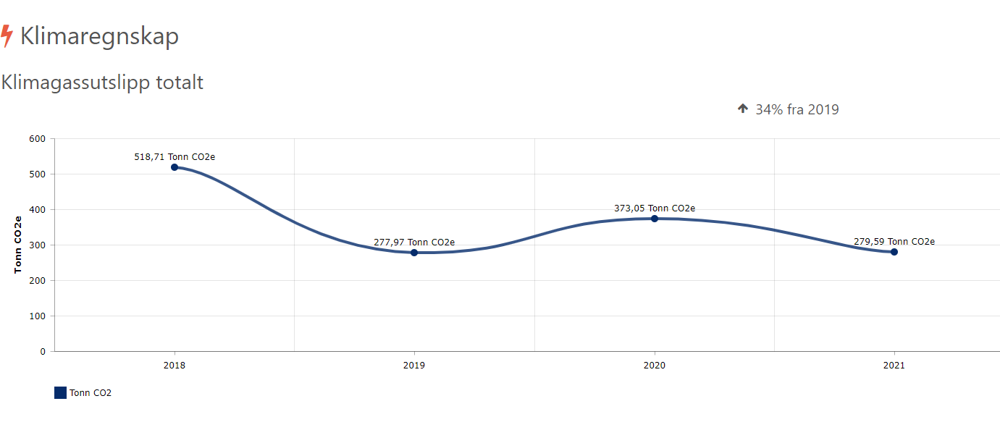 Klimaregnskap
Klimagassutslipp totalt
34% fra 2019
600
518,71 Tonn CO2e
500
400
373,05 Tonn CO2e
300
277,97 Tonn CO2e
279,59 Tonn CO2e
200
100
0
Tonn CO2e
2018
2019
2020
2021
Tonn CO2